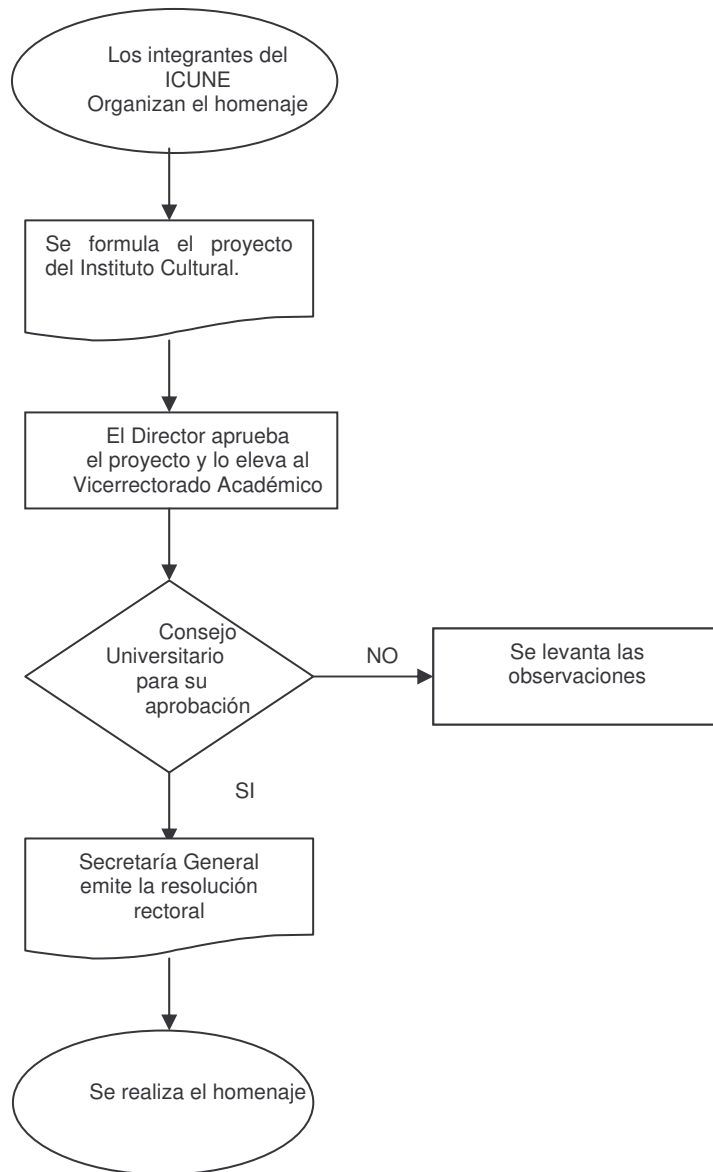 Los integrantes del
ICUNE
Organizan el homenaje
Se formula el proyecto
del Instituto Cultural.
El Director aprueba
el proyecto y lo eleva al
Vicerrectorado Académico
Consejo
Universitario
para su
aprobación
NO
Se levanta las
observaciones
SI
Secretaría General
emite la resolución
rectoral
Se realiza el homenaje